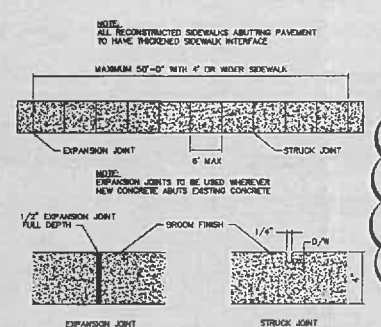 NOTE:
ALL RECONSTRUCTED SIDEWALKS ABUTTING PAVEMENT
TO HAVE THICKENED SIDEWALK INTERFACE
MAXIMUM 50'-0" WITH 4' OR WIDER SIDEWALK
EXPANSION JOINT
6' MAX
STRUCK JOINT
NOTE:
EXPANSION JOINTS TO BE USED WHEREVER
NEW CONCRETE ABUTS EXISTING CONCRETE
1/2" EXPANSION JOINT
FULL DEPTH
BROOM FINISH
1/4"
D/4
4"
EXPANSION JOINT
STRUCK JOINT